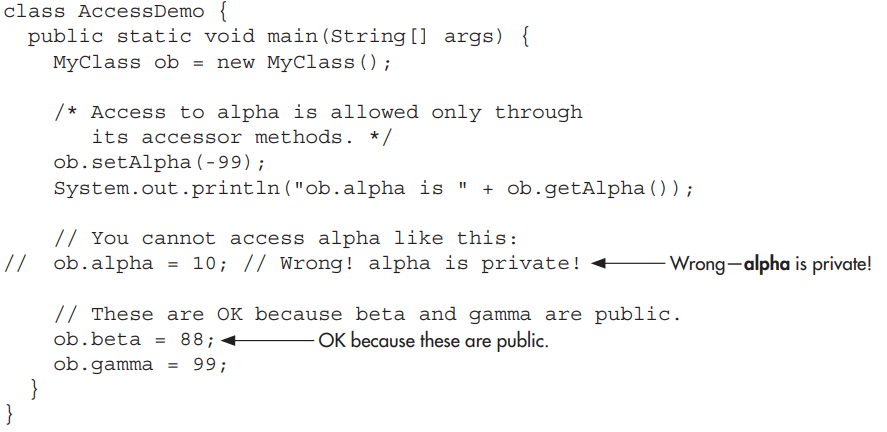 class AccessDemo {
  public static void main(String[] args) {
    MyClass ob = new MyClass();

    /* Access to alpha is allowed only through
       its accessor methods. */
    ob.setAlpha(-99);
    System.out.println("ob.alpha is " + ob.getAlpha());

    // You cannot access alpha like this:
//  ob.alpha = 10; // Wrong! alpha is private! Wrong—alpha is private!

    // These are OK because beta and gamma are public.
    ob.beta = 88; OK because these are public.
    ob.gamma = 99;
  }
}